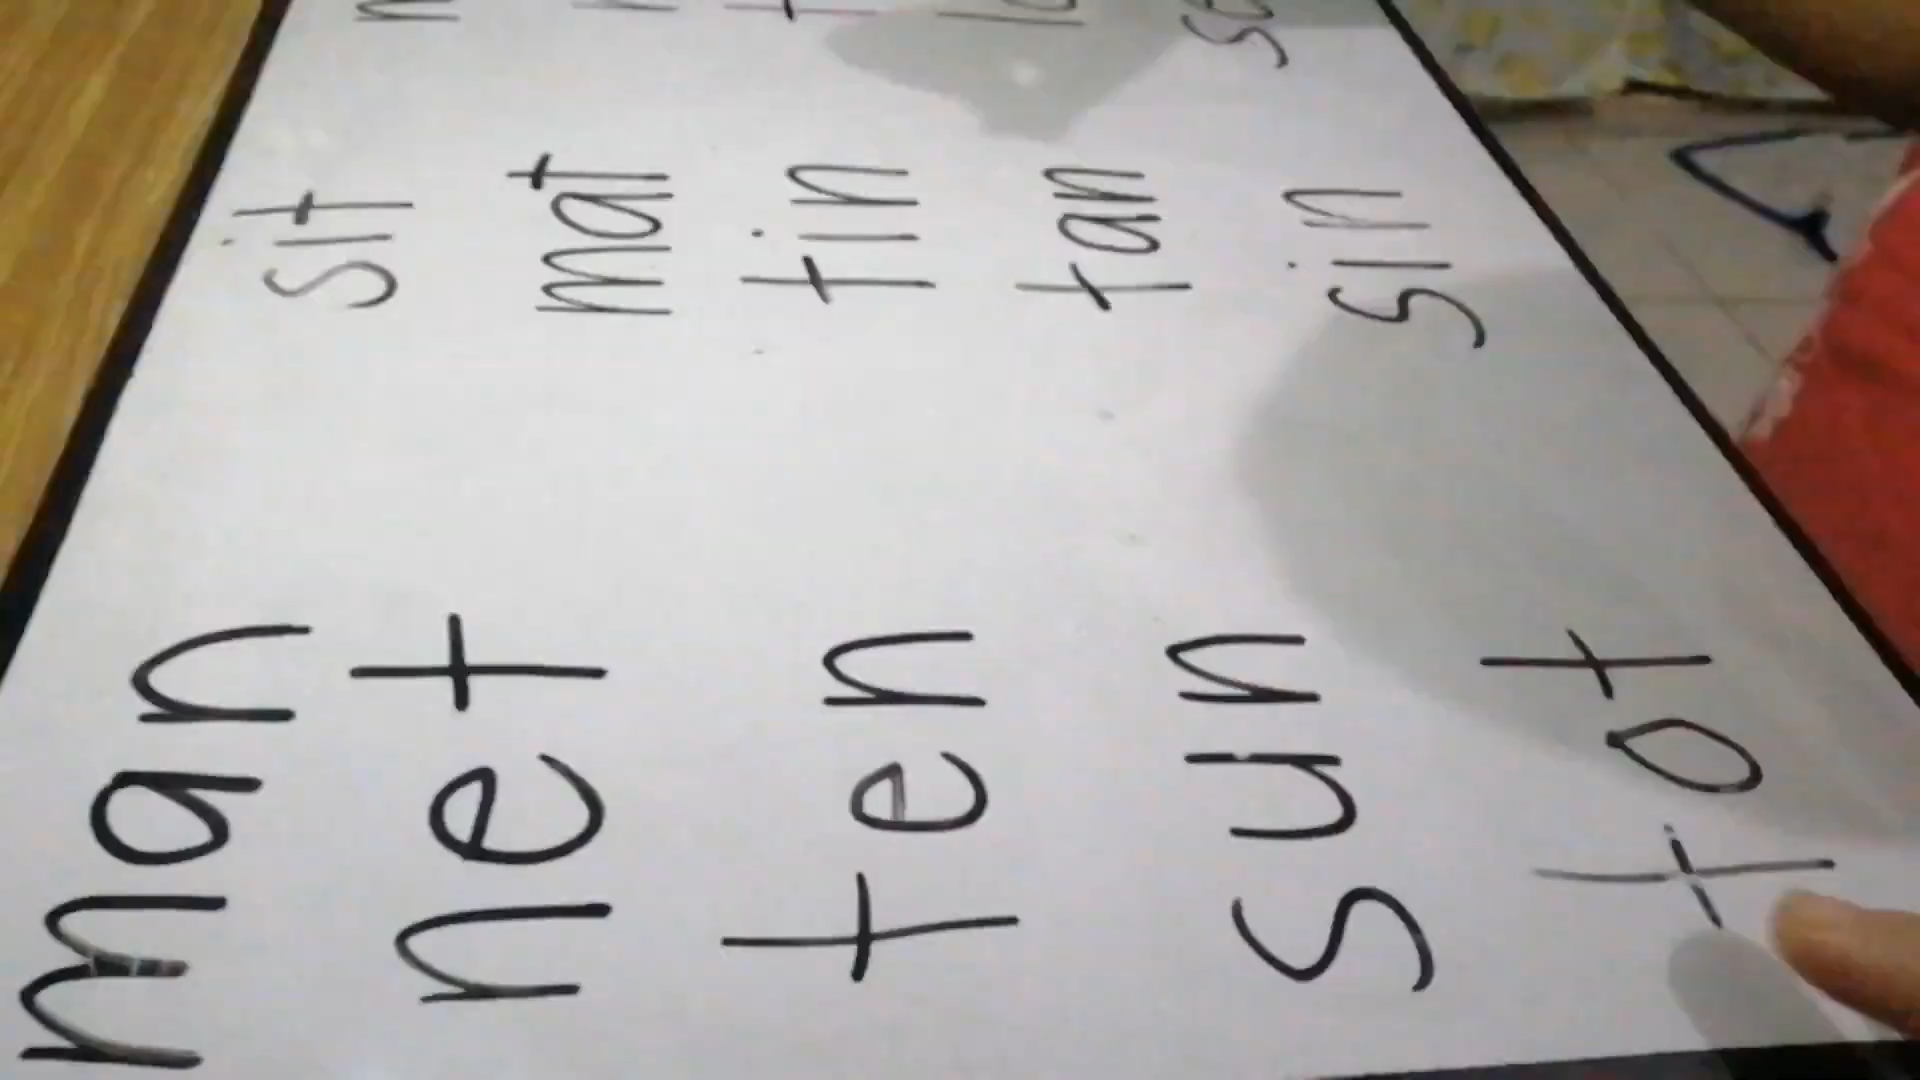 man sit
net mat
ten tin
sun tan
tot sin